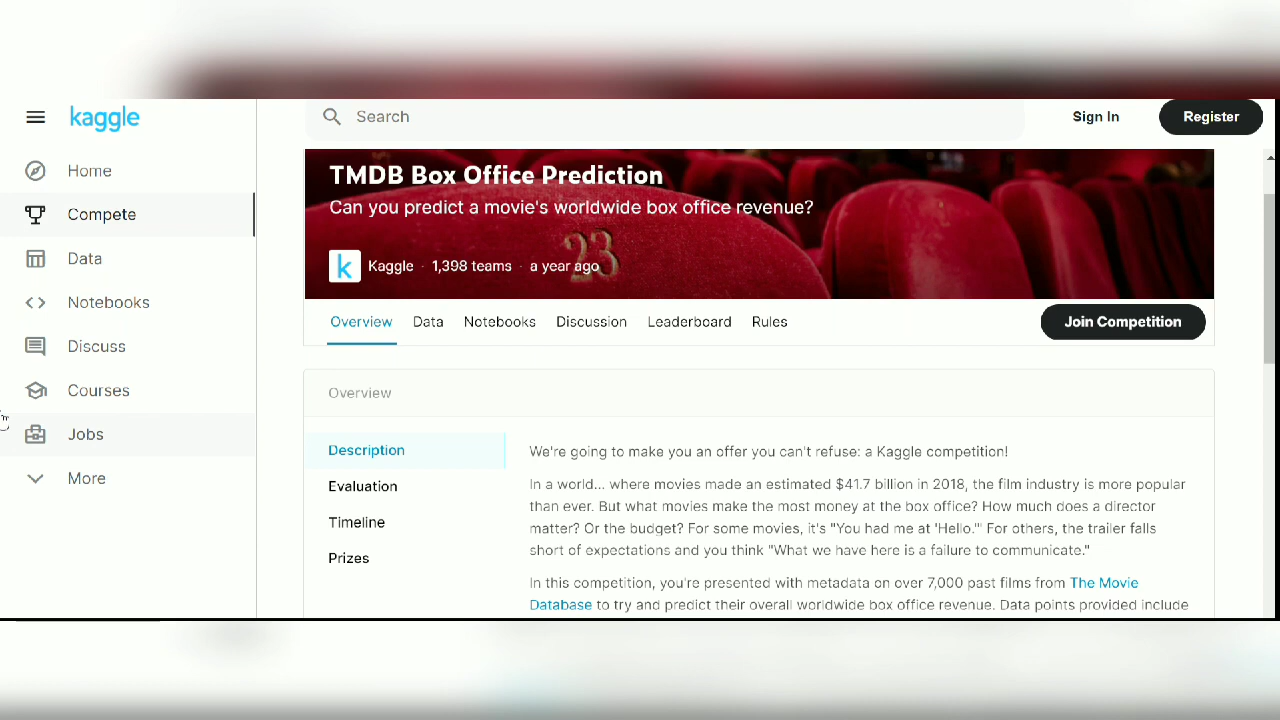 kaggle
Search
Sign In
Register
Home
Compete
Data
Notebooks
Discuss
Courses
Jobs
More
TMDB Box Office Prediction
Can you predict a movie's worldwide box office revenue?
23
k
Kaggle · 1,398 teams · a year ago
Overview Data Notebooks Discussion Leaderboard Rules
Join Competition
Overview
Description
Evaluation
Timeline
Prizes
We're going to make you an offer you can't refuse: a Kaggle competition!
In a world... where movies made an estimated $41.7 billion in 2018, the film industry is more popular
than ever. But what movies make the most money at the box office? How much does a director
matter? Or the budget? For some movies, it's "You had me at 'Hello.'" For others, the trailer falls
short of expectations and you think "What we have here is a failure to communicate."
In this competition, you're presented with metadata on over 7,000 past films from The Movie
Database to try and predict their overall worldwide box office revenue. Data points provided include